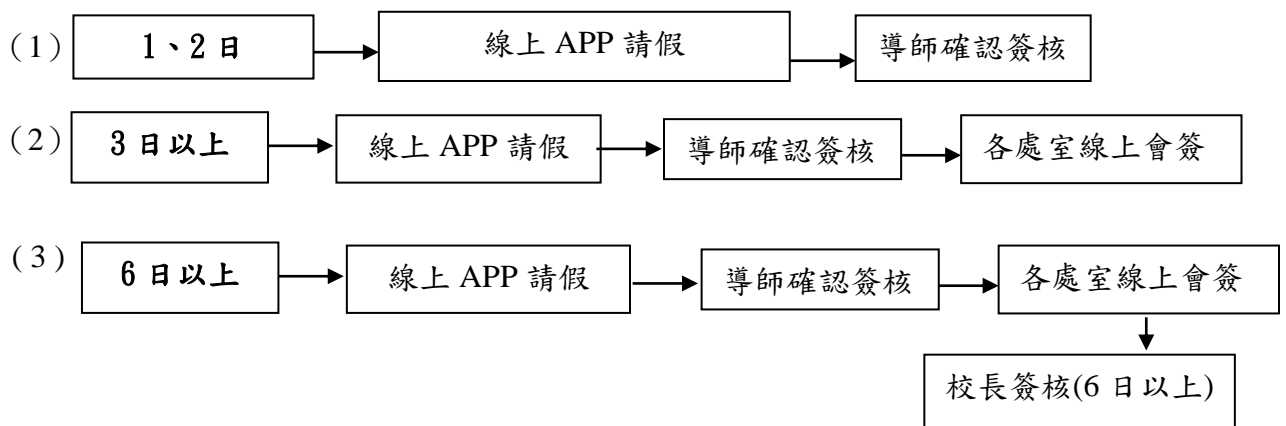 (1) 1、2日 線上 APP 請假 導師確認簽核
(2) 3日以上 線上 APP 請假 導師確認簽核 各處室線上會簽
(3) 6日以上 線上 APP 請假 導師確認簽核 各處室線上會簽
校長簽核(6 日以上)